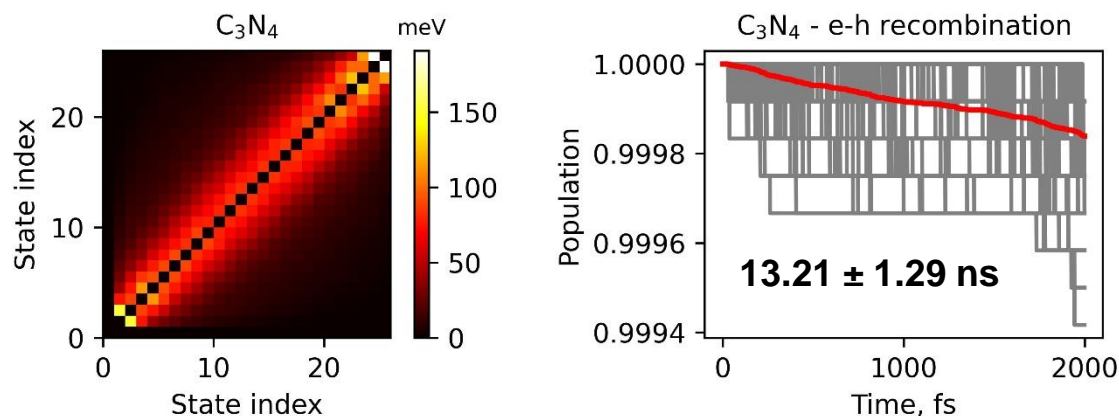 C₃N₄
meV
State index
20
10
0
0
10
20
State index
150
100
50
0
C₃N₄ - e-h recombination
Population
1.0000
0.9998
0.9996
0.9994
13.21 ± 1.29 ns
0
1000
2000
Time, fs